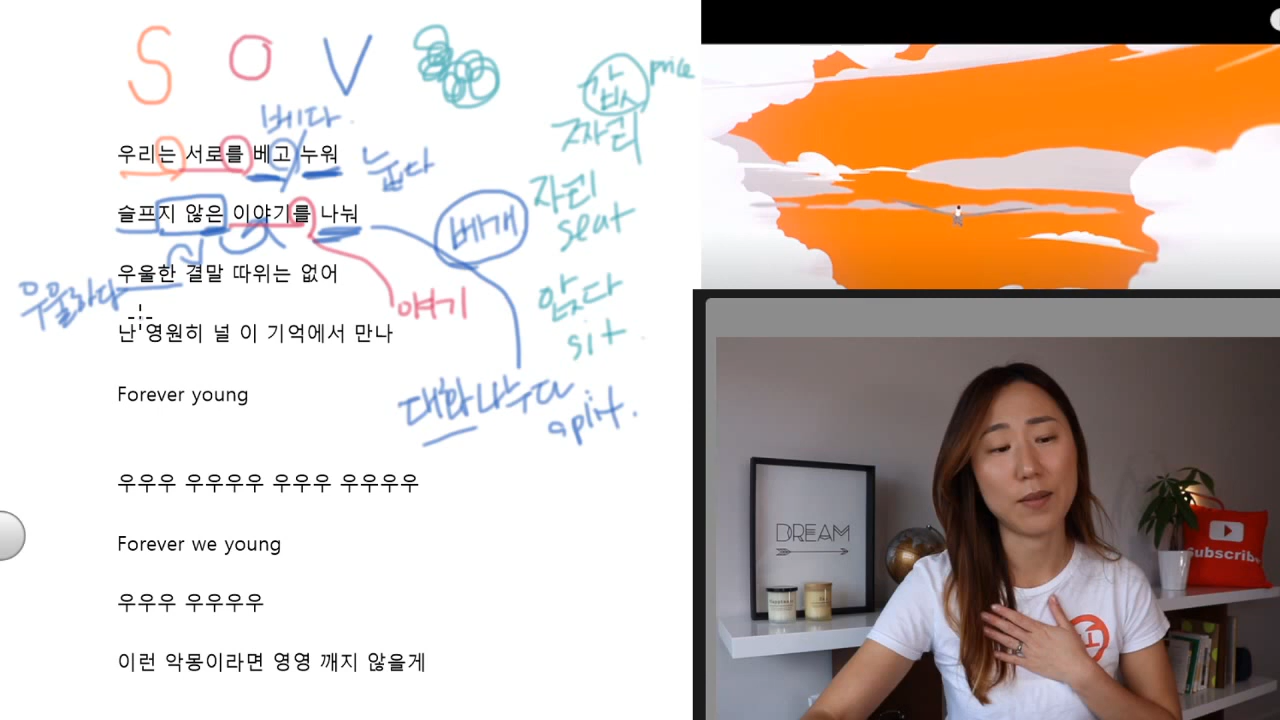 S O V
값 price
ㅈ자리
베다.
우리는 서로를 베고 누워
눕다
자리
seat
슬프지 않은 이야기를 나눠
베개
우울한 결말 따위는 없어
우울하다
얘기
앉다
sit.
난 영원히 널 이 기억에서 만나
Forever young
대화 나누다
split.
우우우 우우우우 우우우 우우우우
Forever we young
우우우 우우우우
이런 악몽이라면 영영 깨지 않을게
DREAM
Subscribe